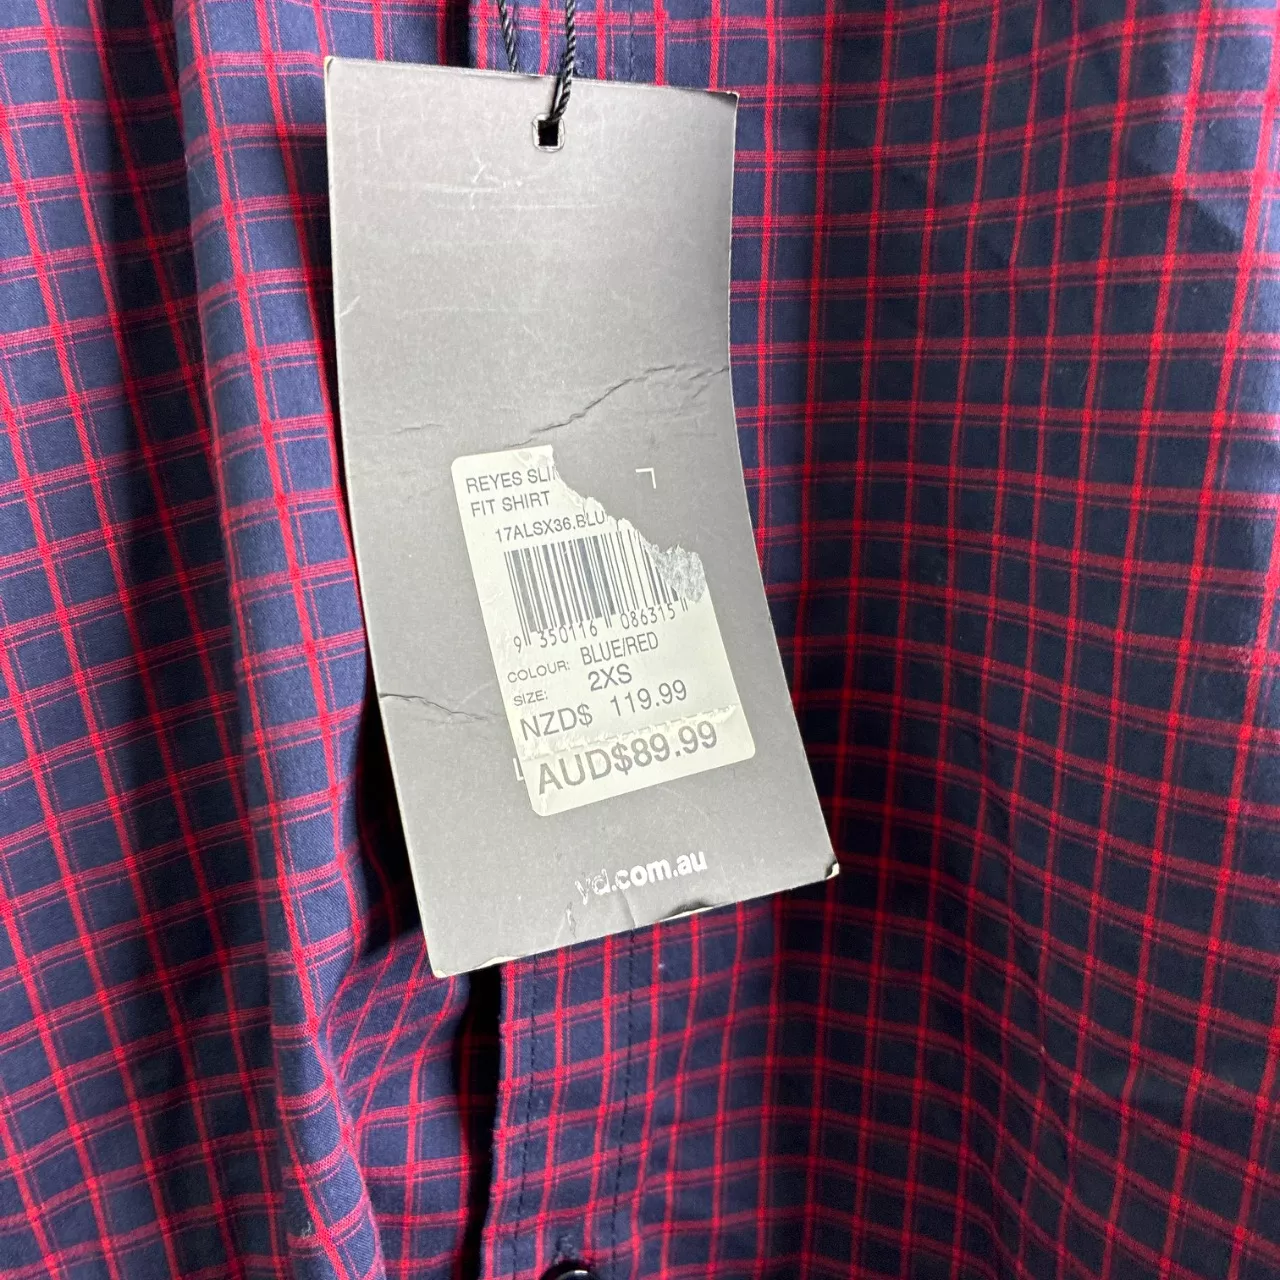 REYES SLI
FIT SHIRT
17ALSX36.BLU
9 350116 086315
COLOUR: BLUE/RED
SIZE: 2XS
NZD$ 119.99
AUD$89.99
yd.com.au